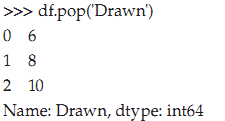 >>> df.pop('Drawn')
0 6
1 8
2 10
Name: Drawn, dtype: int64